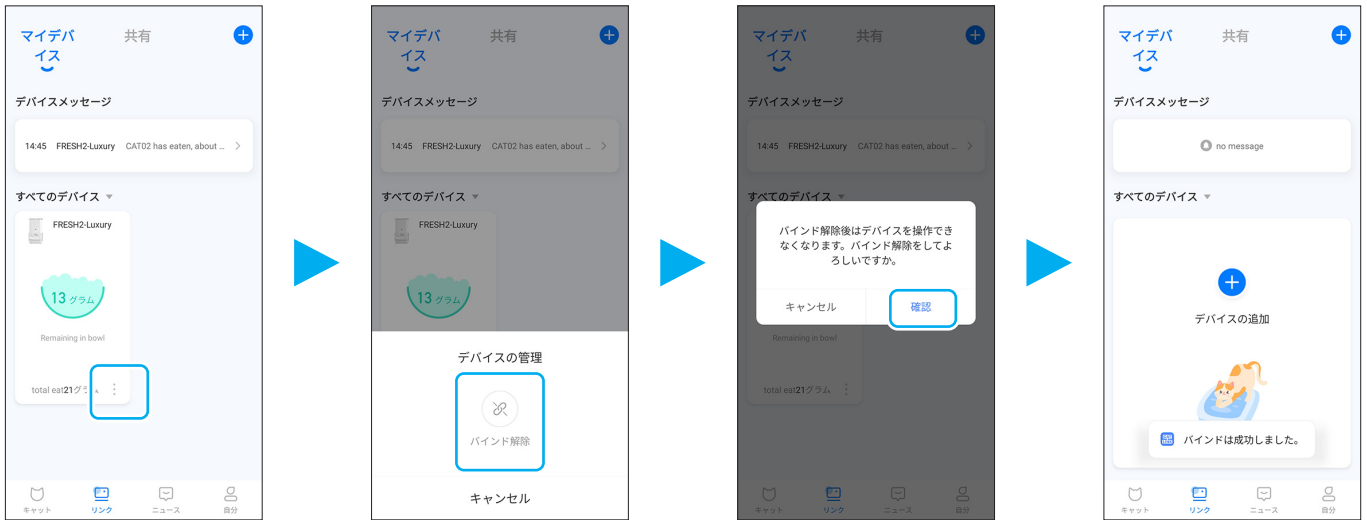 マイデバ
イス
共有
デバイスメッセージ
14:45 FRESH2-Luxury CAT02 has eaten, about ...
すべてのデバイス
FRESH2-Luxury
13 グラム
Remaining in bowl
total eat21グラム
キャット
リンク
ニュース
自分
マイデバ
イス
共有
デバイスメッセージ
14:45 FRESH2-Luxury CAT02 has eaten, about ...
すべてのデバイス
FRESH2-Luxury
13 グラム
デバイスの管理
バインド解除
キャンセル
マイデバ
イス
共有
デバイスメッセージ
14:45 FRESH2-Luxury CAT02 has eaten, about ...
すべてのデバイス
バインド解除後はデバイスを操作でき
なくなります。バインド解除をしてよ
ろしいですか。
キャンセル
確認
Remaining in bowl
total eat21グラム
キャット
リンク
ニュース
自分
マイデバ
イス
共有
デバイスメッセージ
no message
すべてのデバイス
デバイスの追加
バインドは成功しました。
キャット
リンク
ニュース
自分